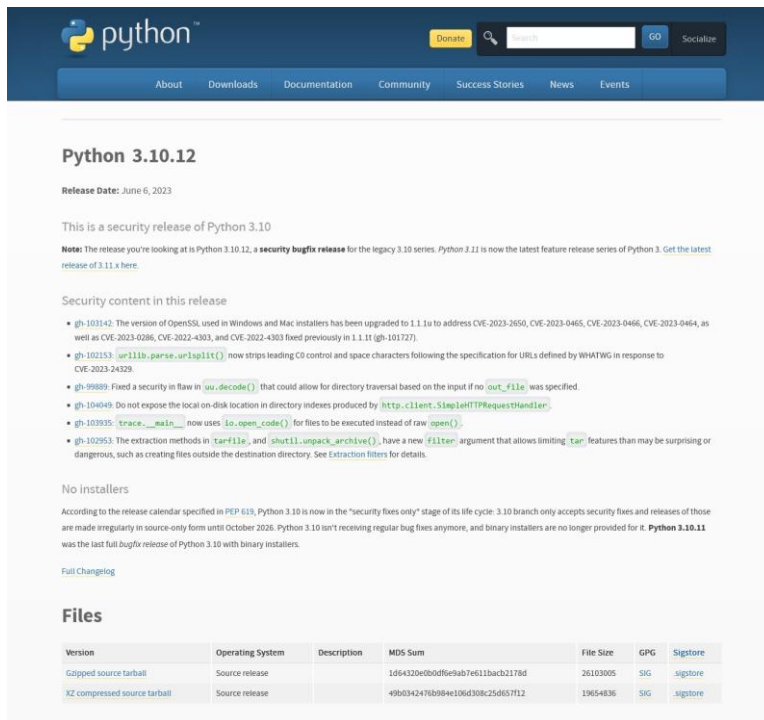 python™
Donate
Search
GO
Socialize
About Downloads Documentation Community Success Stories News Events
Python 3.10.12
Release Date: June 6, 2023
This is a security release of Python 3.10
Note: The release you're looking at is Python 3.10.12, a security bugfix release for the legacy 3.10 series. Python 3.11 is now the latest feature release series of Python 3. Get the latest
release of 3.11.x here.
Security content in this release
• gh-103142: The version of OpenSSL used in Windows and Mac installers has been upgraded to 1.1.1u to address CVE-2023-2650, CVE-2023-0465, CVE-2023-0466, CVE-2023-0464, as
well as CVE-2023-0286, CVE-2022-4303, and CVE-2022-4303 fixed previously in 1.1.1t (gh-101727).
• gh-102153: urllib.parse.urlsplit() now strips leading C0 control and space characters following the specification for URLs defined by WHATWG in response to
CVE-2023-24329.
• gh-99889: Fixed a security in flaw in uu.decode() that could allow for directory traversal based on the input if no out_file was specified.
• gh-104049: Do not expose the local on-disk location in directory indexes produced by http.client.SimpleHTTPRequestHandler.
• gh-103935: trace.__main__ now uses io.open_code() for files to be executed instead of raw open().
• gh-102953: The extraction methods in tarfile, and shutil.unpack_archive(), have a new filter argument that allows limiting tar features than may be surprising or
dangerous, such as creating files outside the destination directory. See Extraction filters for details.
No installers
According to the release calendar specified in PEP 619, Python 3.10 is now in the "security fixes only" stage of its life cycle: 3.10 branch only accepts security fixes and releases of those
are made irregularly in source-only form until October 2026. Python 3.10 isn't receiving regular bug fixes anymore, and binary installers are no longer provided for it. Python 3.10.11
was the last full bugfix release of Python 3.10 with binary installers.
Full Changelog
Files
Version Operating System Description MD5 Sum File Size GPG Sigstore
Gzipped source tarball Source release 1d64320e0b0df6e9ab7e611bacb2178d 26103005 SIG .sigstore
XZ compressed source tarball Source release 49b0342476b984e106d308c25d657f12 19654836 SIG .sigstore